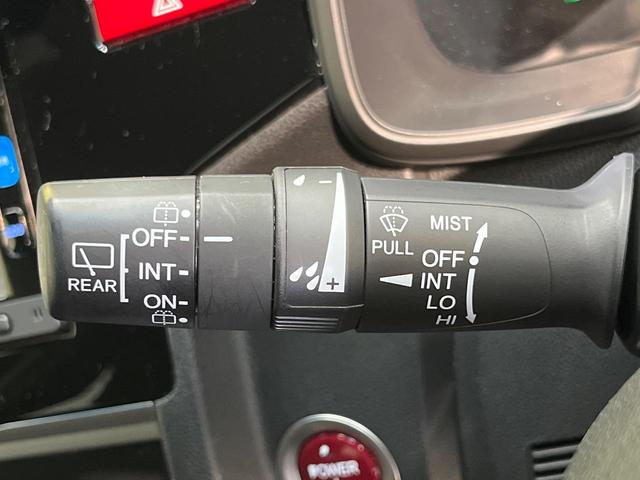 REAR
OFF
INT
ON
−
+
PULL
MIST
OFF
INT
LO
HI
POWER